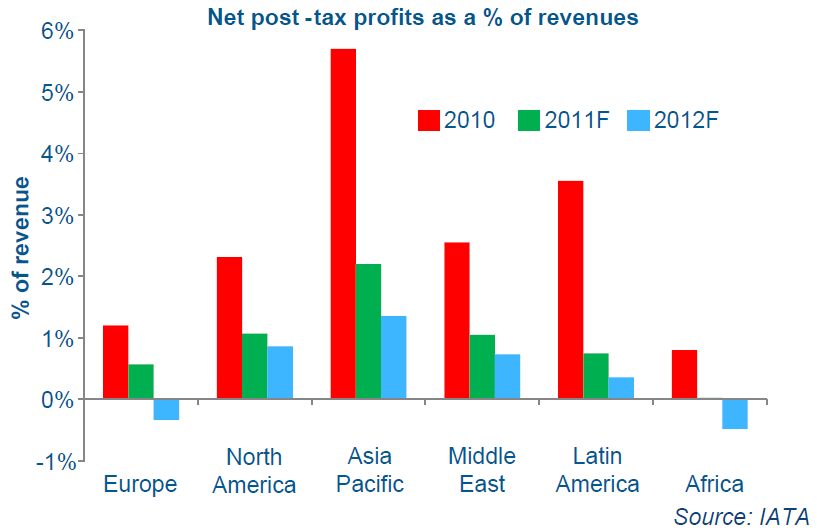 Net post -tax profits as a % of revenues
6%
5%
4%
3%
2%
1%
0%
-1%
% of revenue
2010 2011F 2012F
Europe
North
America
Asia
Pacific
Middle
East
Latin
America
Africa
Source: IATA